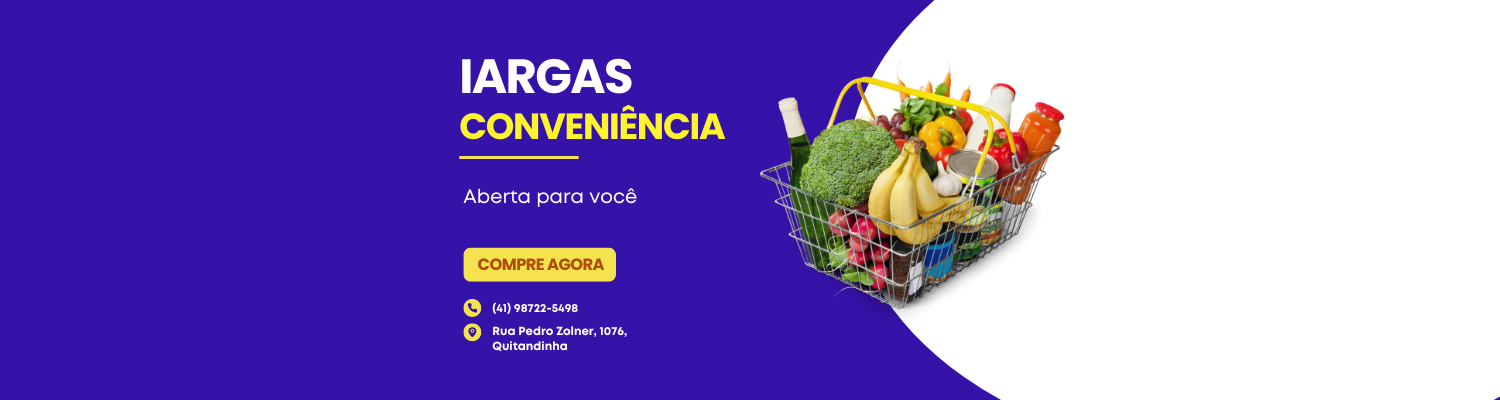 IARGAS
CONVENIÊNCIA
Aberta para você
COMPRE AGORA
(41) 98722-5498
Rua Pedro Zolner, 1076,
Quitandinha